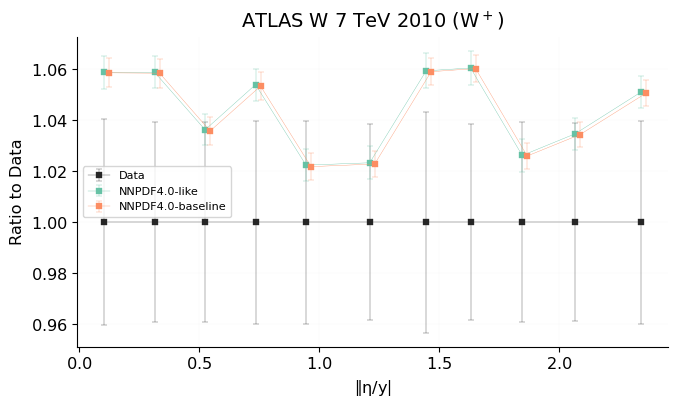 ATLAS W 7 TeV 2010 (W⁺)
Ratio to Data
1.06
1.04
1.02
1.00
0.98
0.96
Data
NNPDF4.0-like
NNPDF4.0-baseline
0.0
0.5
1.0
1.5
2.0
‖η/y|